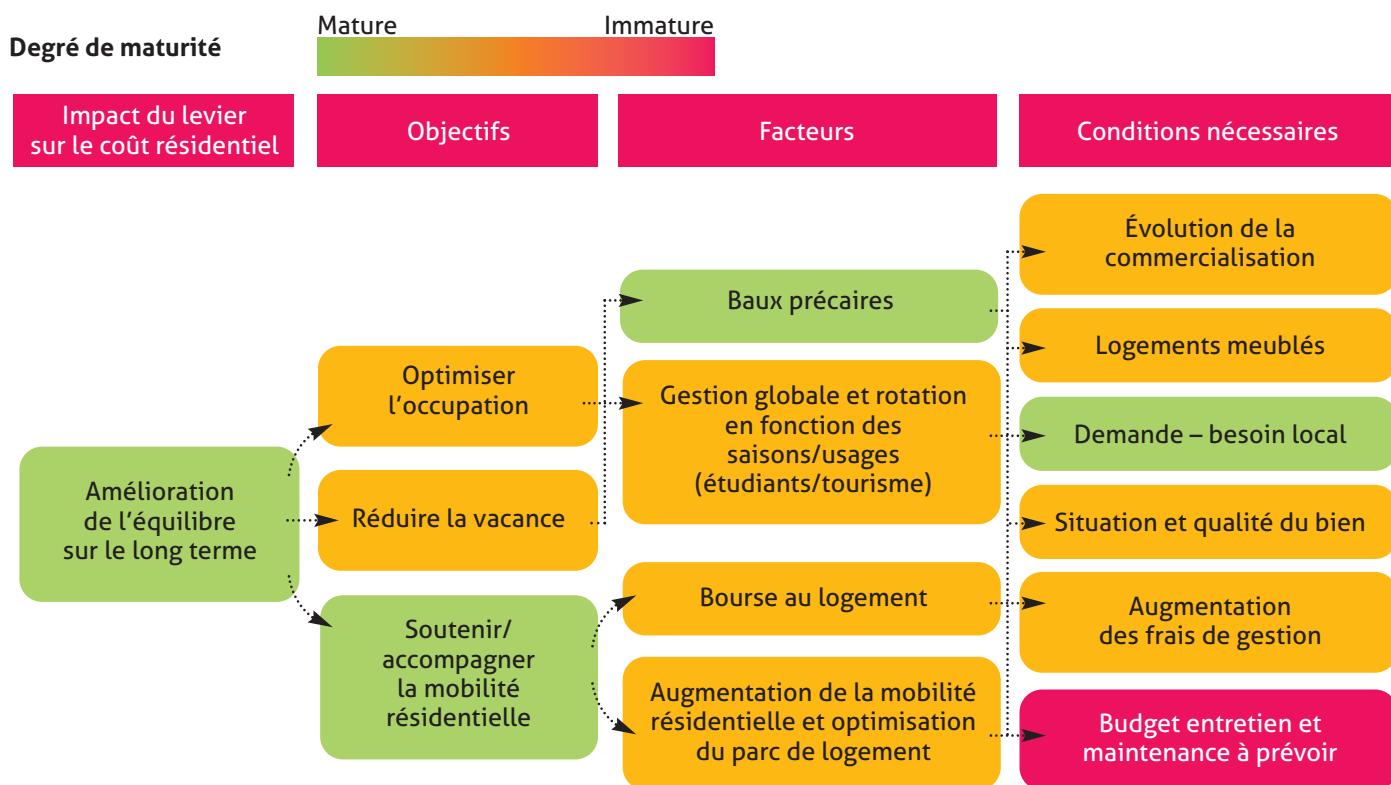 Degré de maturité
Mature
Immature
Impact du levier
sur le coût résidentiel
Objectifs
Facteurs
Conditions nécessaires
Amélioration
de l'équilibre
sur le long terme
Optimiser
l'occupation
Réduire la vacance
Soutenir/
accompagner
la mobilité
résidentielle
Baux précaires
Gestion globale et rotation
en fonction des
saisons/usages
(étudiants/tourisme)
Bourse au logement
Augmentation de la mobilité
résidentielle et optimisation
du parc de logement
Évolution de la
commercialisation
Logements meublés
Demande – besoin local
Situation et qualité du bien
Augmentation
des frais de gestion
Budget entretien et
maintenance à prévoir